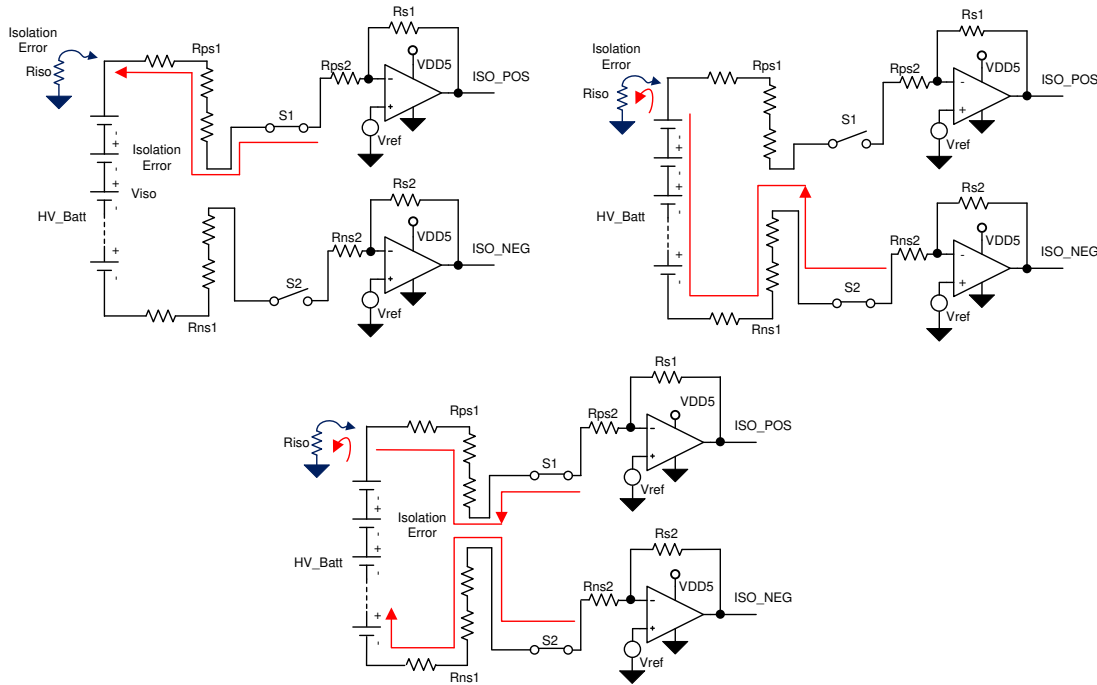 Isolation
Error
Riso
Rps1
Rs1
Rps2
VDD5
-
+
ISO_POS
S1
Vref
-
+
-
+
-
Isolation
Error
Viso
HV_Batt
+
-
Rns1
S2
Rs2
Rns2
VDD5
-
+
ISO_NEG
Vref
Isolation
Error
Riso
Rps1
Rs1
Rps2
VDD5
-
+
ISO_POS
S1
Vref
-
+
+
-
+
-
HV_Batt
+
-
Rns1
S2
Rs2
Rns2
VDD5
-
+
ISO_NEG
Vref
Riso
Rps1
Rs1
Rps2
VDD5
-
+
ISO_POS
S1
Vref
-
+
-
+
-
Isolation
Error
HV_Batt
+
-
Rns1
S2
Rs2
Rns2
VDD5
-
+
ISO_NEG
Vref